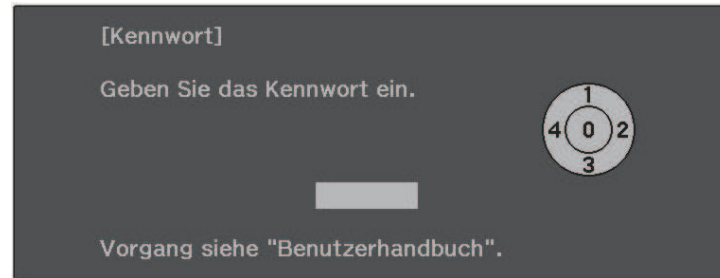 [Kennwort]
Geben Sie das Kennwort ein.
1
4 0 2
3
Vorgang siehe "Benutzerhandbuch".